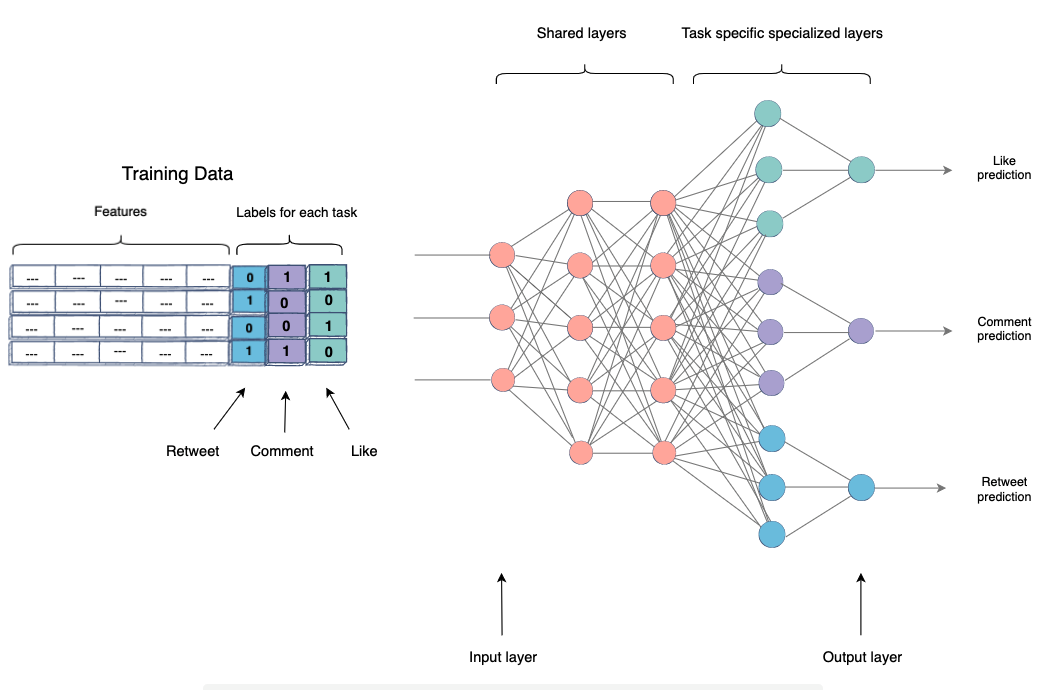 Shared layers
Task specific specialized layers
Training Data
Features
Labels for each task
--- --- --- --- --- 0 1 1
--- --- --- --- --- 1 0 0
--- --- --- --- --- 0 0 1
--- --- --- --- --- 1 1 0
Retweet
Comment
Like
Like
prediction
Comment
prediction
Retweet
prediction
Input layer
Output layer